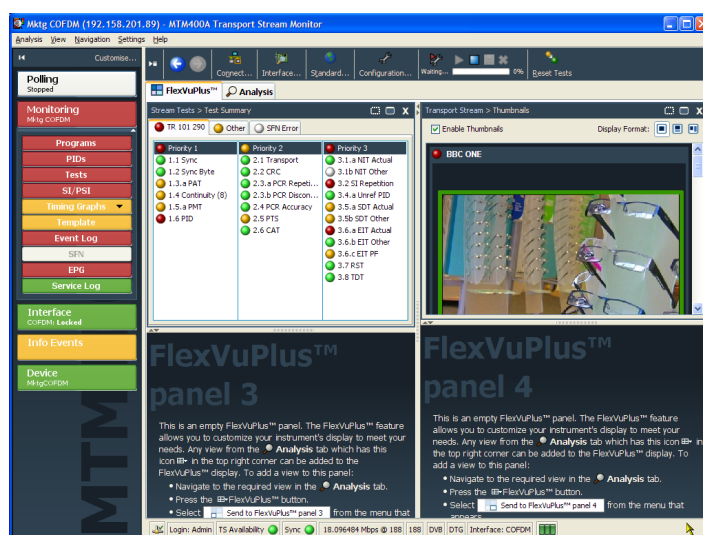 Mktg COFDM (192.158.201.89) - MTM400A Transport Stream Monitor
Analysis View Navigation Settings Help
Customise...
Connect... Interface... Standard... Configuration... Waiting... 0% Reset Tests
Polling
Stopped
Monitoring
Mktg COFDM
Programs
PIDs
Tests
SI/PSI
Timing Graphs
Template
Event Log
SFN
EPG
Service Log
Interface
COFDM: Locked
Info Events
Device
MktgCOFDM
MTM
FlexVuPlus™ Analysis
Stream Tests > Test Summary
TR 101 290 Other SFN Error
Priority 1
1.1 Sync
1.2 Sync Byte
1.3.a PAT
1.4 Continuity (8)
1.5.a PMT
1.6 PID
Priority 2
2.1 Transport
2.2 CRC
2.3.a PCR Repeti...
2.3.b PCR Discon...
2.4 PCR Accuracy
2.5 PTS
2.6 CAT
Priority 3
3.1.a NIT Actual
3.1b NIT Other
3.2 SI Repetition
3.4.a Unref PID
3.5.a SDT Actual
3.5b SDT Other
3.6.a EIT Actual
3.6.b EIT Other
3.6.c EIT PF
3.7 RST
3.8 TDT
Transport Stream > Thumbnails
Enable Thumbnails Display Format:
BBC ONE
FlexVuPlus™
panel 3
This is an empty FlexVuPlus™ panel. The FlexVuPlus™ feature
allows you to customize your instrument's display to meet your
needs. Any view from the Analysis tab which has this
icon in the top right corner can be added to the
FlexVuPlus™ display. To add a view to this panel:
• Navigate to the required view in the Analysis tab.
• Press the FlexVuPlus™ button.
• Select Send to FlexVuPlus™ panel 3 from the menu that
FlexVuPlus™
panel 4
This is an empty FlexVuPlus™ panel. The FlexVuPlus™ feature
allows you to customize your instrument's display to meet your
needs. Any view from the Analysis tab which has this icon in
the top right corner can be added to the FlexVuPlus™ display. To
add a view to this panel:
• Navigate to the required view in the Analysis tab.
• Press the FlexVuPlus™ button.
• Select Send to FlexVuPlus™ panel 4 from the menu that
appears.
Login: Admin TS Availability Sync 18.096484 Mbps @ 188 188 DVB DTG Interface: COFDM